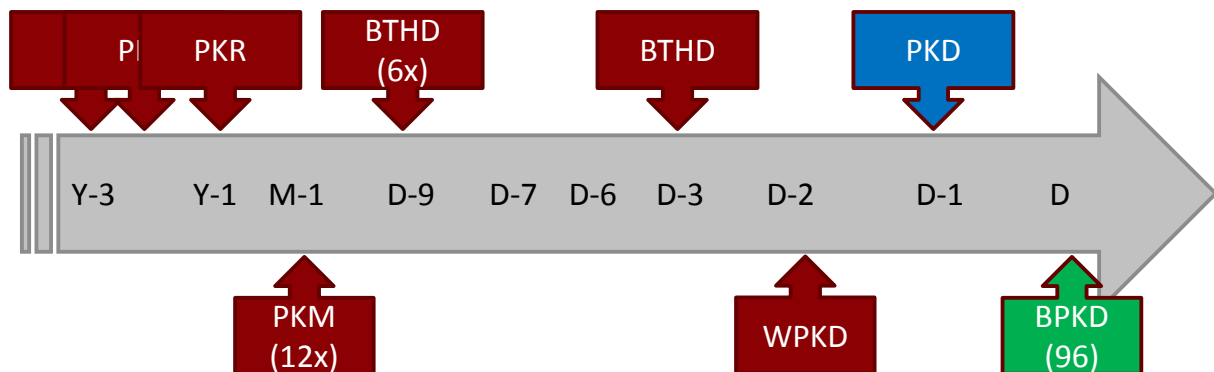 PKR
BTHD
(6x)
BTHD
PKD
Y-3
Y-1
M-1
D-9
D-7
D-6
D-3
D-2
D-1
D
PKM
(12x)
WPKD
BPKD
(96)